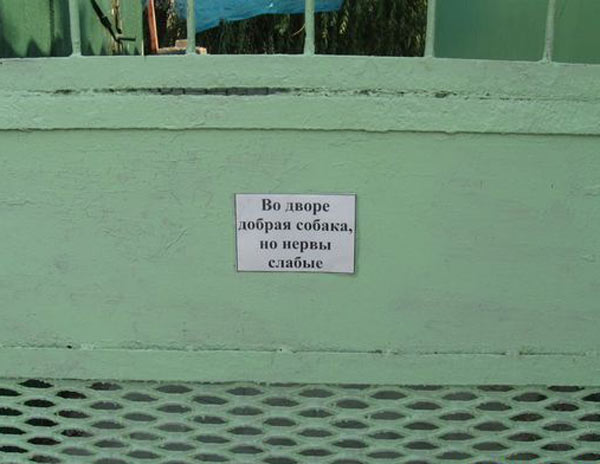 Во дворе
добрая собака,
но нервы
слабые